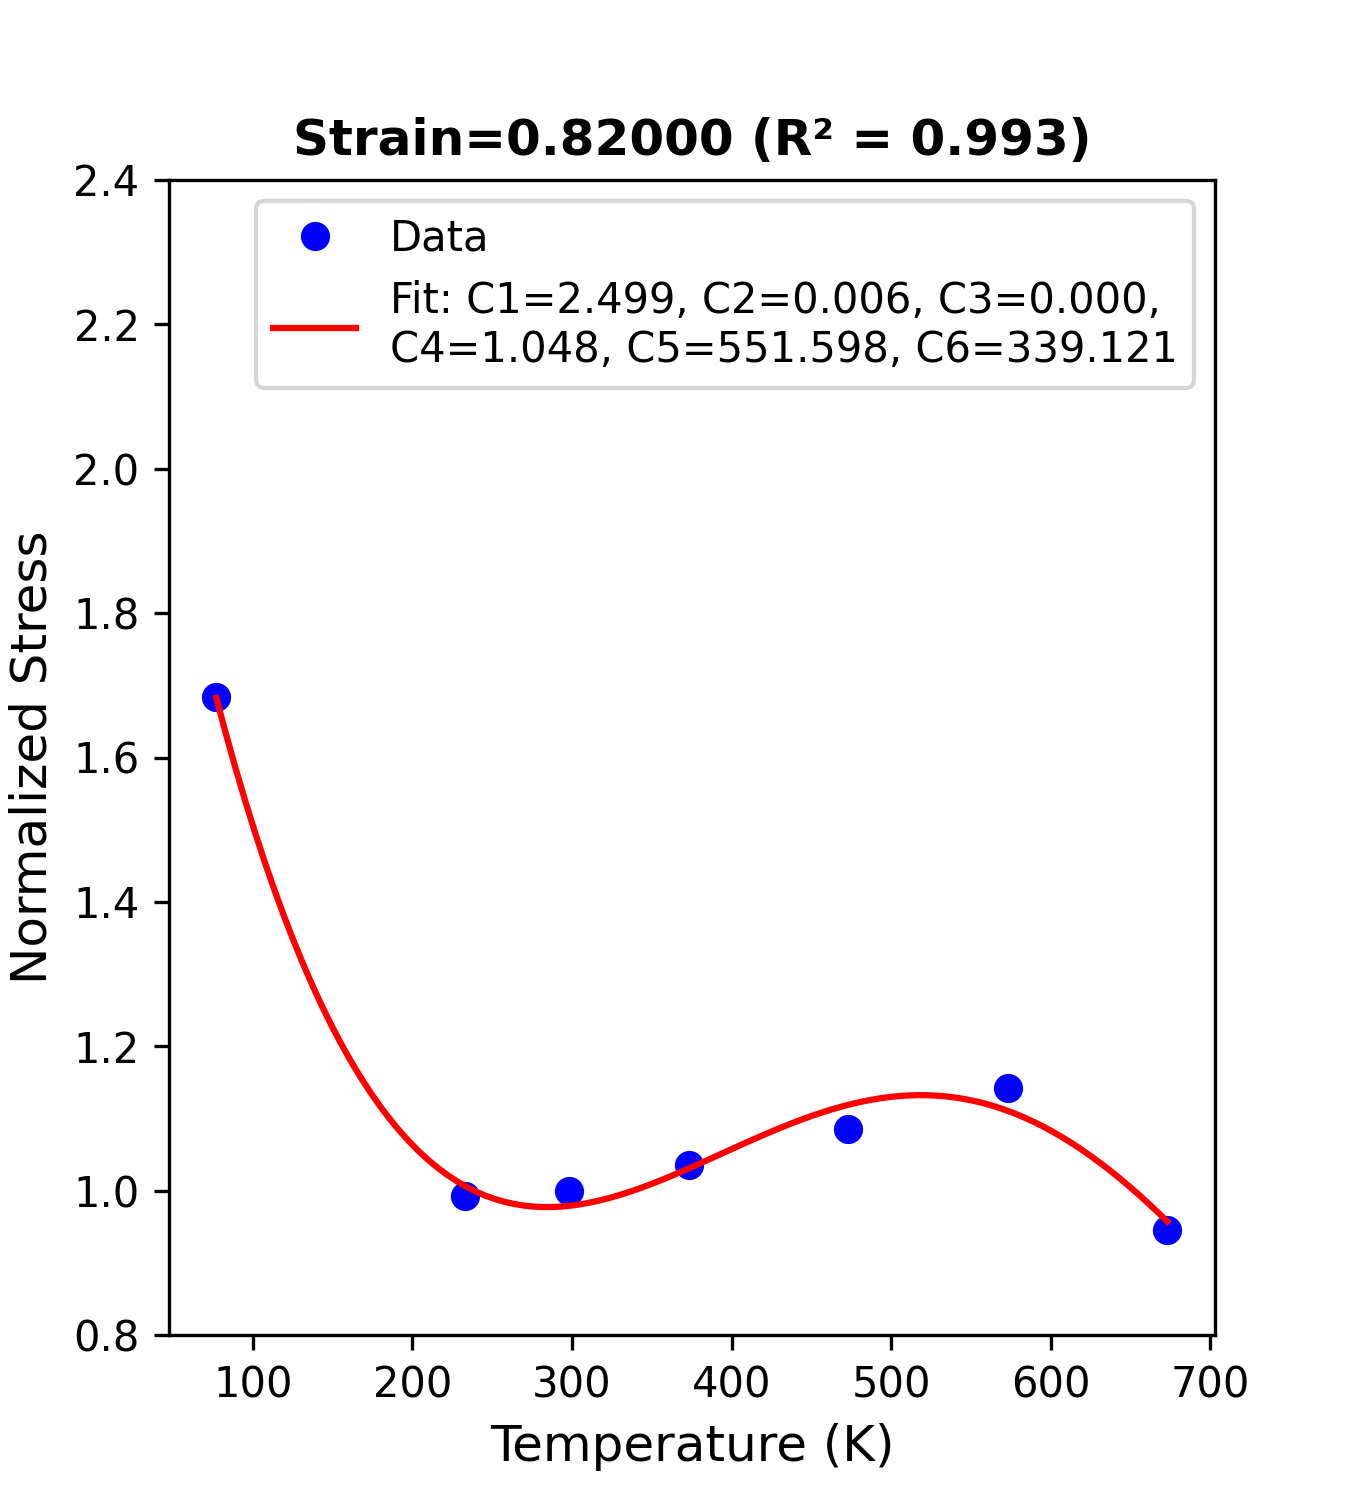 Strain=0.82000 (R² = 0.993)
Data
Fit: C1=2.499, C2=0.006, C3=0.000,
C4=1.048, C5=551.598, C6=339.121
2.4
2.2
2.0
1.8
1.6
1.4
1.2
1.0
0.8
Normalized Stress
100 200 300 400 500 600 700
Temperature (K)